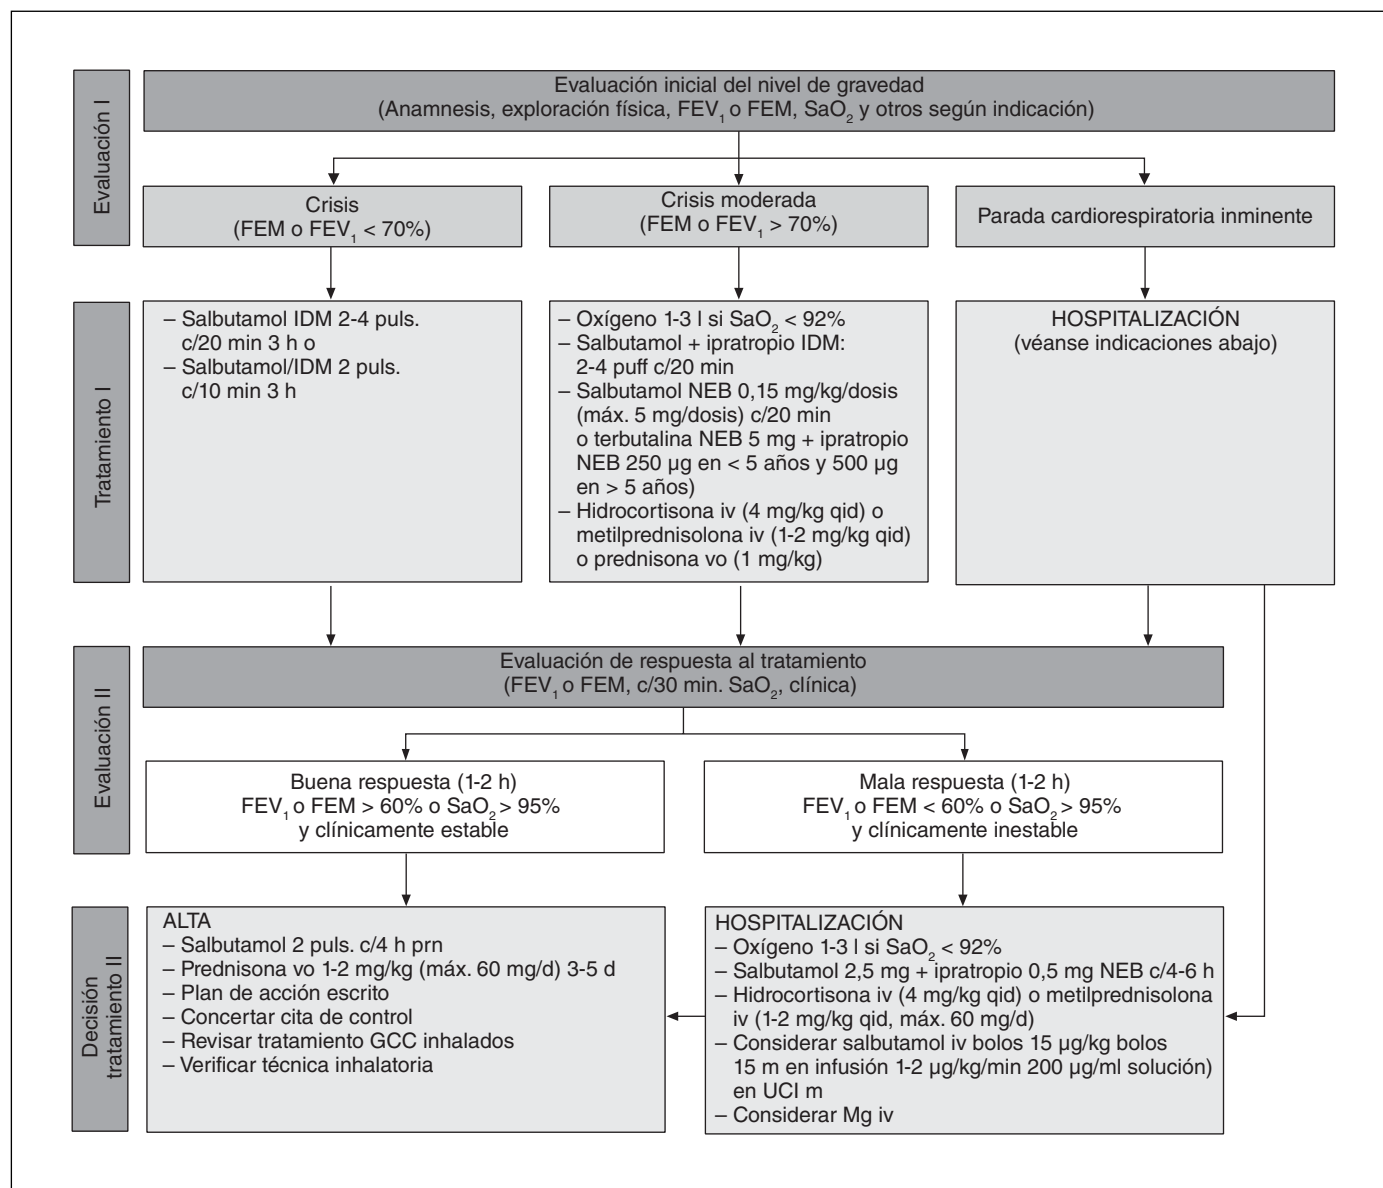 Evaluación I
Evaluación inicial del nivel de gravedad
(Anamnesis, exploración física, FEV₁ o FEM, SaO₂ y otros según indicación)
Crisis
(FEM o FEV₁ < 70%)
Crisis moderada
(FEM o FEV₁ > 70%)
Parada cardiorespiratoria inminente
Tratamiento I
– Salbutamol IDM 2-4 puls.
c/20 min 3 h o
– Salbutamol/IDM 2 puls.
c/10 min 3 h
– Oxígeno 1-3 l si SaO₂ < 92%
– Salbutamol + ipratropio IDM:
2-4 puff c/20 min
– Salbutamol NEB 0,15 mg/kg/dosis
(máx. 5 mg/dosis) c/20 min
o terbutalina NEB 5 mg + ipratropio
NEB 250 µg en < 5 años y 500 µg
en > 5 años)
– Hidrocortisona iv (4 mg/kg qid) o
metilprednisolona iv (1-2 mg/kg qid)
o prednisona vo (1 mg/kg)
HOSPITALIZACIÓN
(véanse indicaciones abajo)
Evaluación II
Evaluación de respuesta al tratamiento
(FEV₁ o FEM, c/30 min. SaO₂, clínica)
Buena respuesta (1-2 h)
FEV₁ o FEM > 60% o SaO₂ > 95%
y clínicamente estable
Mala respuesta (1-2 h)
FEV₁ o FEM < 60% o SaO₂ > 95%
y clínicamente inestable
Decisión
tratamiento II
ALTA
– Salbutamol 2 puls. c/4 h prn
– Prednisona vo 1-2 mg/kg (máx. 60 mg/d) 3-5 d
– Plan de acción escrito
– Concertar cita de control
– Revisar tratamiento GCC inhalados
– Verificar técnica inhalatoria
HOSPITALIZACIÓN
– Oxígeno 1-3 l si SaO₂ < 92%
– Salbutamol 2,5 mg + ipratropio 0,5 mg NEB c/4-6 h
– Hidrocortisona iv (4 mg/kg qid) o metilprednisolona
iv (1-2 mg/kg qid, máx. 60 mg/d)
– Considerar salbutamol iv bolos 15 µg/kg bolos
15 m en infusión 1-2 µg/kg/min 200 µg/ml solución)
en UCI m
– Considerar Mg iv